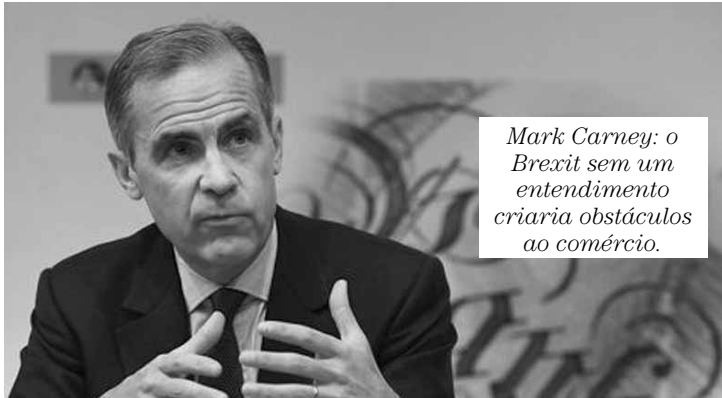 Mark Carney: o
Brexit sem um
entendimento
criaria obstáculos
ao comércio.